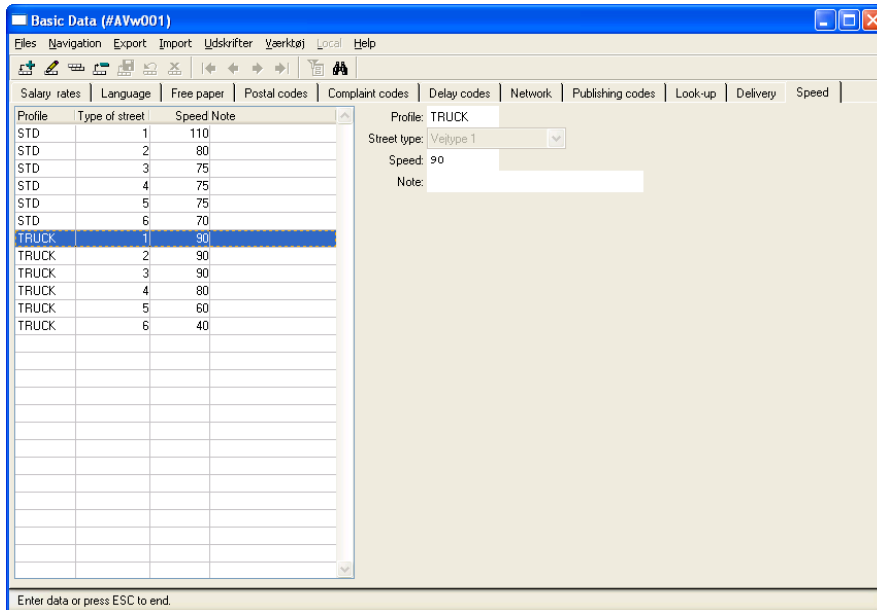 Basic Data (#AVw001)
Files Navigation Export Import Udskrifter Værktøj Local Help
Salary rates Language Free paper Postal codes Complaint codes Delay codes Network Publishing codes Look-up Delivery Speed
Profile Type of street Speed Note
STD 1 110
STD 2 80
STD 3 75
STD 4 75
STD 5 75
STD 6 70
TRUCK 1 90
TRUCK 2 90
TRUCK 3 90
TRUCK 4 80
TRUCK 5 60
TRUCK 6 40
Profile: TRUCK
Street type: Vejtype 1
Speed: 90
Note:
Enter data or press ESC to end.